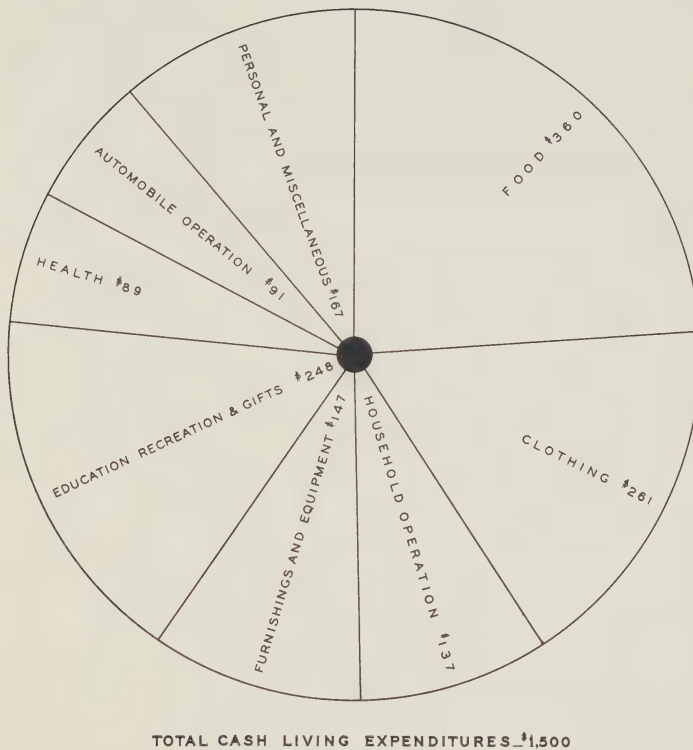 FOOD $360
CLOTHING $261
HOUSEHOLD OPERATION $137
FURNISHINGS AND EQUIPMENT $147
EDUCATION RECREATION & GIFTS $248
HEALTH $89
AUTOMOBILE OPERATION $91
PERSONAL AND MISCELLANEOUS $167
TOTAL CASH LIVING EXPENDITURES_$1,500